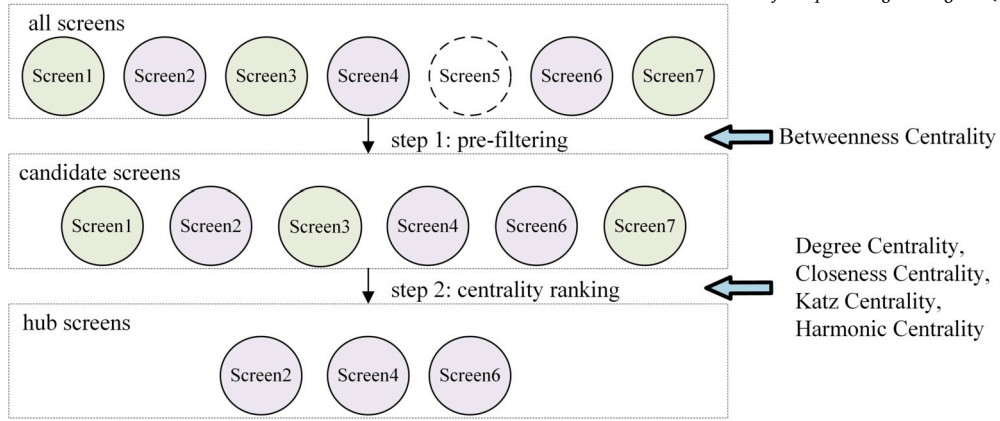 all screens
Screen1 Screen2 Screen3 Screen4 Screen5 Screen6 Screen7
step 1: pre-filtering
Betweenness Centrality
candidate screens
Screen1 Screen2 Screen3 Screen4 Screen6 Screen7
Degree Centrality,
Closeness Centrality,
Katz Centrality,
Harmonic Centrality
step 2: centrality ranking
hub screens
Screen2 Screen4 Screen6